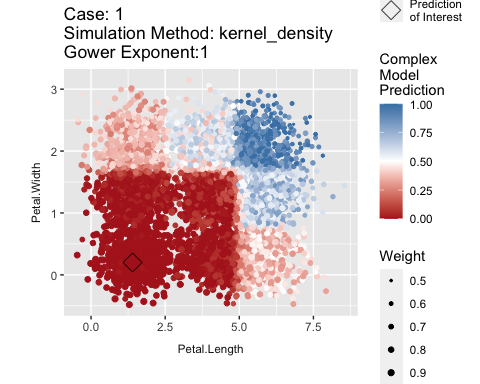 Case: 1
Simulation Method: kernel_density
Gower Exponent:1
Prediction
of Interest
Complex
Model
Prediction
1.00
0.75
0.50
0.25
0.00
Weight
0.5
0.6
0.7
0.8
0.9
Petal.Width
3
2
1
0
0.0
2.5
5.0
7.5
Petal.Length